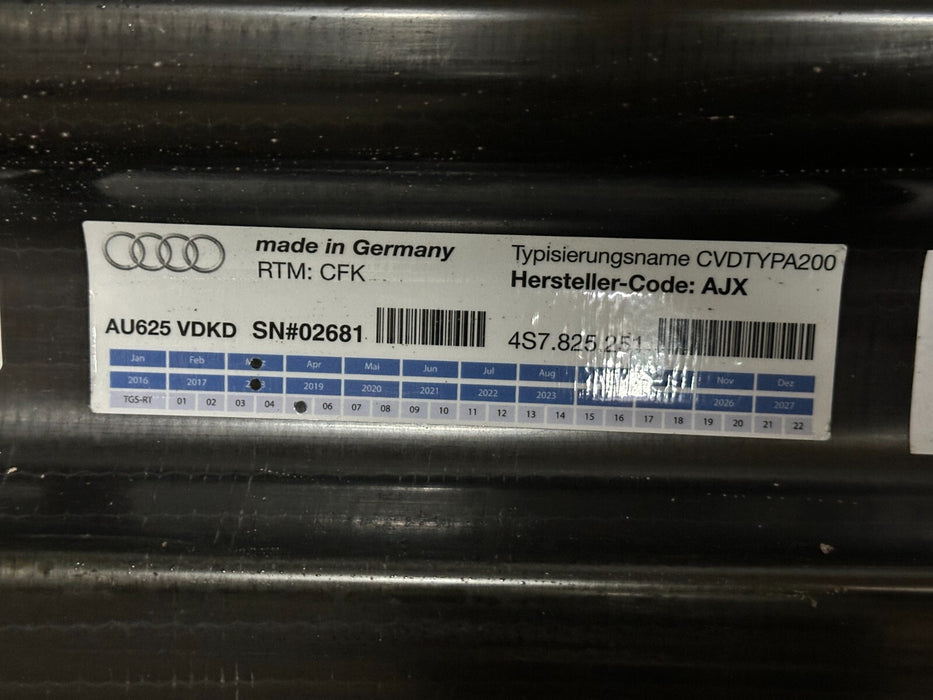 made in Germany
RTM: CFK
Typisierungsname CVDTYPA200
Hersteller-Code: AJX
AU625 VDKD SN#02681
4S7.825.251
Jan Feb Apr Mai Jun Jul Aug Nov Dez
2016 2017 2019 2020 2021 2022 2023 2026 2027
TGS-RT 01 02 03 04 06 07 08 09 10 11 12 13 14 15 16 17 18 19 20 21 22